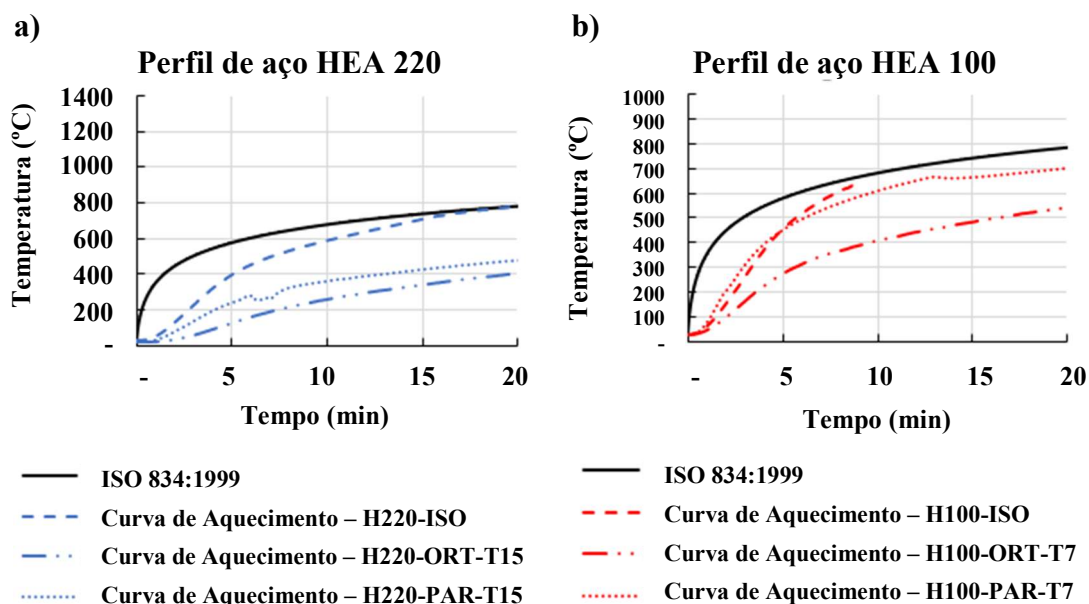 a)
Perfil de aço HEA 220
Temperatura (ºC)
1400
1200
1000
800
600
400
200
-
-
5
10
15
20
Tempo (min)
ISO 834:1999
Curva de Aquecimento – H220-ISO
Curva de Aquecimento – H220-ORT-T15
Curva de Aquecimento – H220-PAR-T15
b)
Perfil de aço HEA 100
Temperatura (ºC)
1000
900
800
700
600
500
400
300
200
100
-
-
5
10
15
20
Tempo (min)
ISO 834:1999
Curva de Aquecimento – H100-ISO
Curva de Aquecimento – H100-ORT-T7
Curva de Aquecimento – H100-PAR-T7